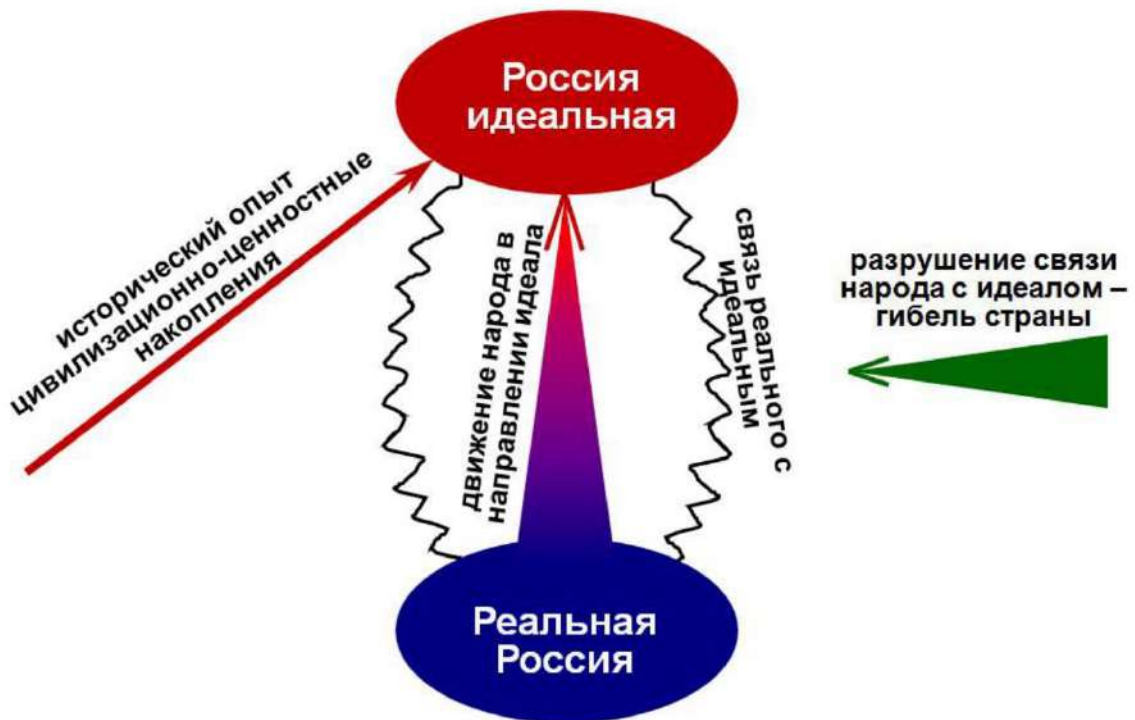 Россия
идеальная
исторический опыт
цивилизационно-ценностные
накопления
движение народа в
направлении идеала
связь реального с
идеальным
разрушение связи
народа с идеалом –
гибель страны
Реальная
Россия